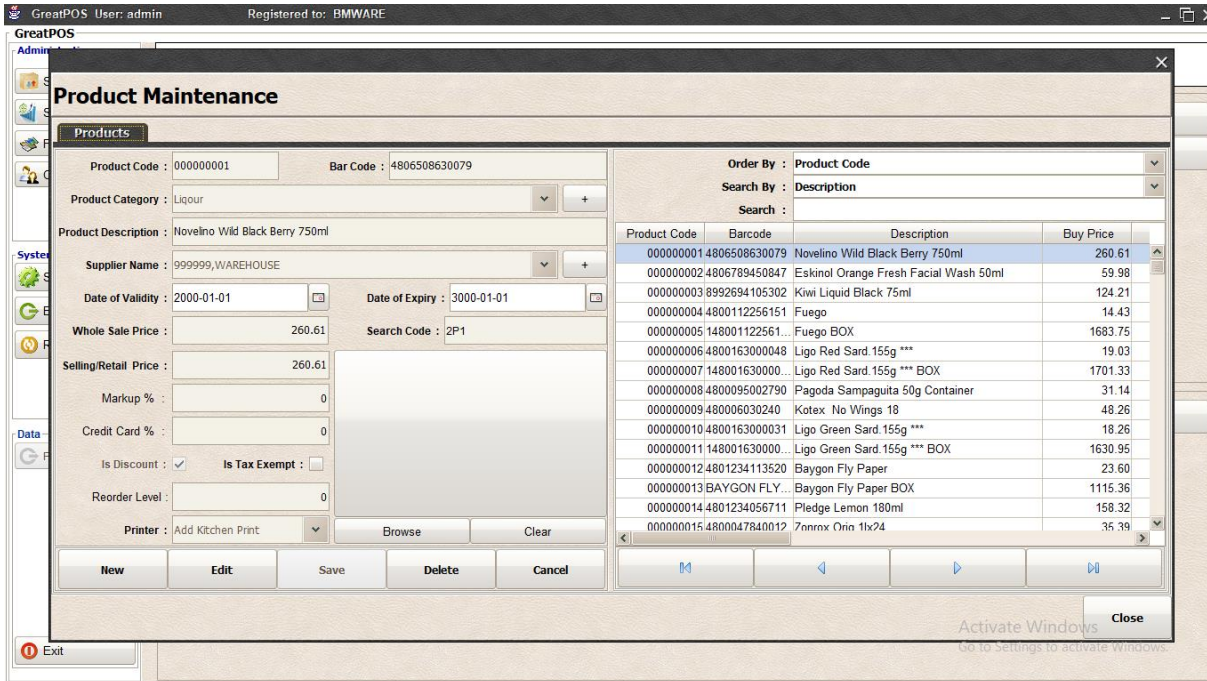 GreatPOS User: admin Registered to: BMWARE
GreatPOS
Product Maintenance
Products
Product Code : 000000001 Bar Code : 4806508630079
Product Category : Liqour +
Product Description : Novelino Wild Black Berry 750ml
Supplier Name : 999999,WAREHOUSE +
Date of Validity : 2000-01-01 Date of Expiry : 3000-01-01
Whole Sale Price : 260.61 Search Code : 2P1
Selling/Retail Price : 260.61
Markup % : 0
Credit Card % : 0
Is Discount : Is Tax Exempt :
Reorder Level : 0
Printer : Add Kitchen Print Browse Clear
New Edit Save Delete Cancel
Order By : Product Code
Search By : Description
Search :
Product Code Barcode Description Buy Price
000000001 4806508630079 Novelino Wild Black Berry 750ml 260.61
000000002 4806789450847 Eskinol Orange Fresh Facial Wash 50ml 59.98
000000003 8992694105302 Kiwi Liquid Black 75ml 124.21
000000004 4800112256151 Fuego 14.43
000000005 148001122561... Fuego BOX 1683.75
000000006 4800163000048 Ligo Red Sard.155g *** 19.03
000000007 148001630000... Ligo Red Sard.155g *** BOX 1701.33
000000008 4800095002790 Pagoda Sampaguita 50g Container 31.14
000000009 480006030240 Kotex No Wings 18 48.26
000000010 4800163000031 Ligo Green Sard.155g *** 18.26
000000011 148001630000... Ligo Green Sard.155g *** BOX 1630.95
000000012 4801234113520 Baygon Fly Paper 23.60
000000013 BAYGON FLY... Baygon Fly Paper BOX 1115.36
000000014 4801234056711 Pledge Lemon 180ml 158.32
000000015 4800047840012 Zonrox Orig 1lx24 35.39
Close
Activate Windows
Go to Settings to activate Windows.
System
Data
Exit